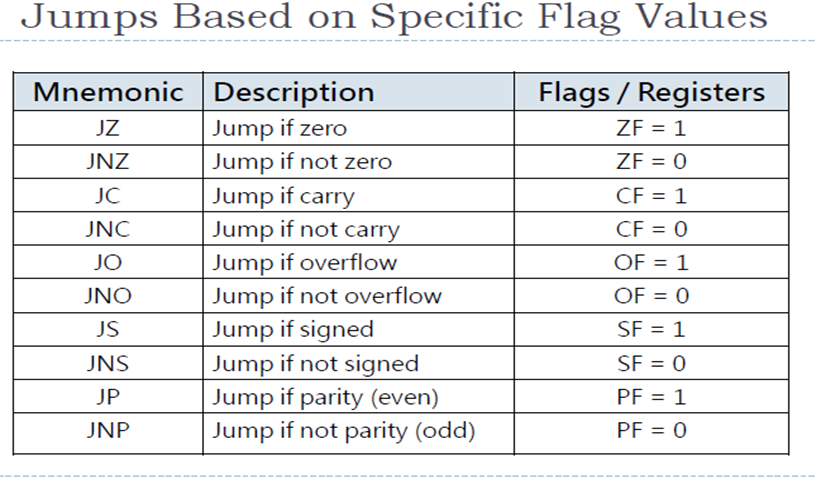 Jumps Based on Specific Flag Values
Mnemonic Description Flags / Registers
JZ Jump if zero ZF = 1
JNZ Jump if not zero ZF = 0
JC Jump if carry CF = 1
JNC Jump if not carry CF = 0
JO Jump if overflow OF = 1
JNO Jump if not overflow OF = 0
JS Jump if signed SF = 1
JNS Jump if not signed SF = 0
JP Jump if parity (even) PF = 1
JNP Jump if not parity (odd) PF = 0